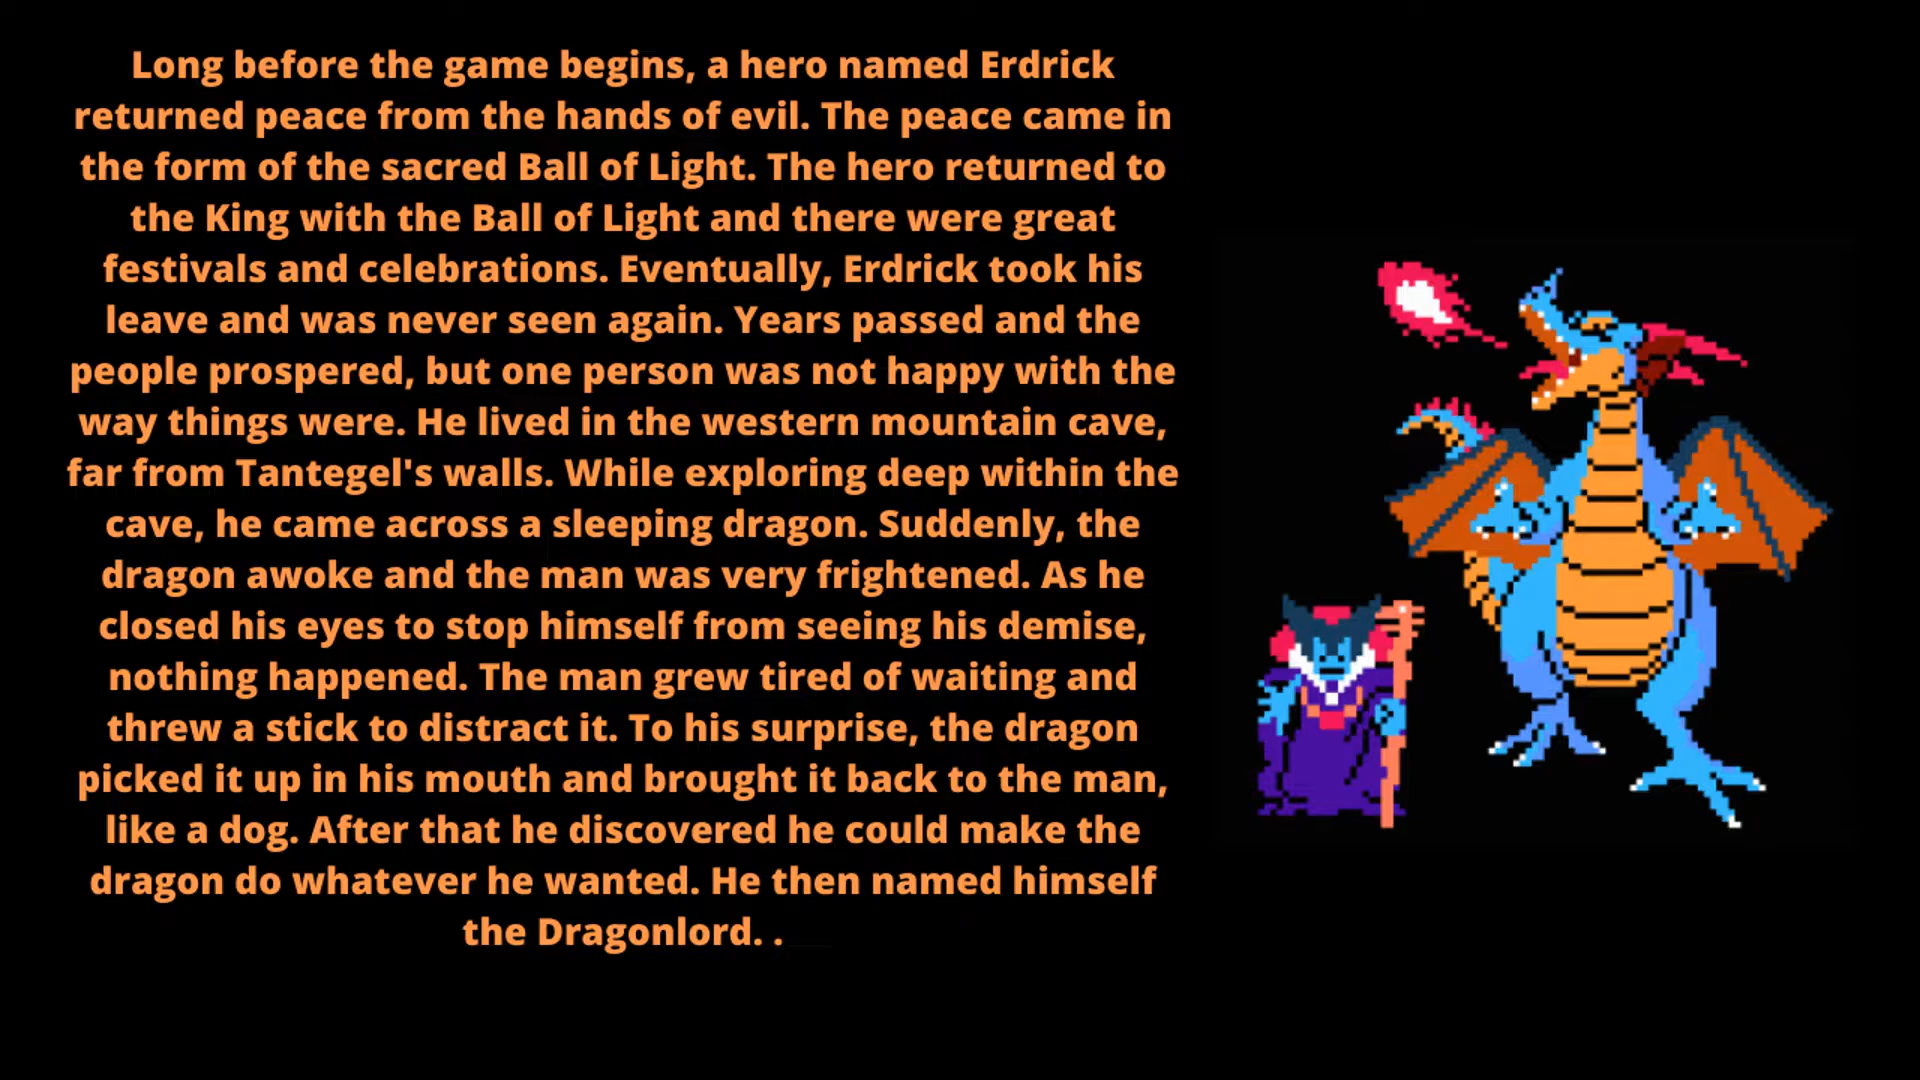 Long before the game begins, a hero named Erdrick
returned peace from the hands of evil. The peace came in
the form of the sacred Ball of Light. The hero returned to
the King with the Ball of Light and there were great
festivals and celebrations. Eventually, Erdrick took his
leave and was never seen again. Years passed and the
people prospered, but one person was not happy with the
way things were. He lived in the western mountain cave,
far from Tantegel's walls. While exploring deep within the
cave, he came across a sleeping dragon. Suddenly, the
dragon awoke and the man was very frightened. As he
closed his eyes to stop himself from seeing his demise,
nothing happened. The man grew tired of waiting and
threw a stick to distract it. To his surprise, the dragon
picked it up in his mouth and brought it back to the man,
like a dog. After that he discovered he could make the
dragon do whatever he wanted. He then named himself
the Dragonlord. .